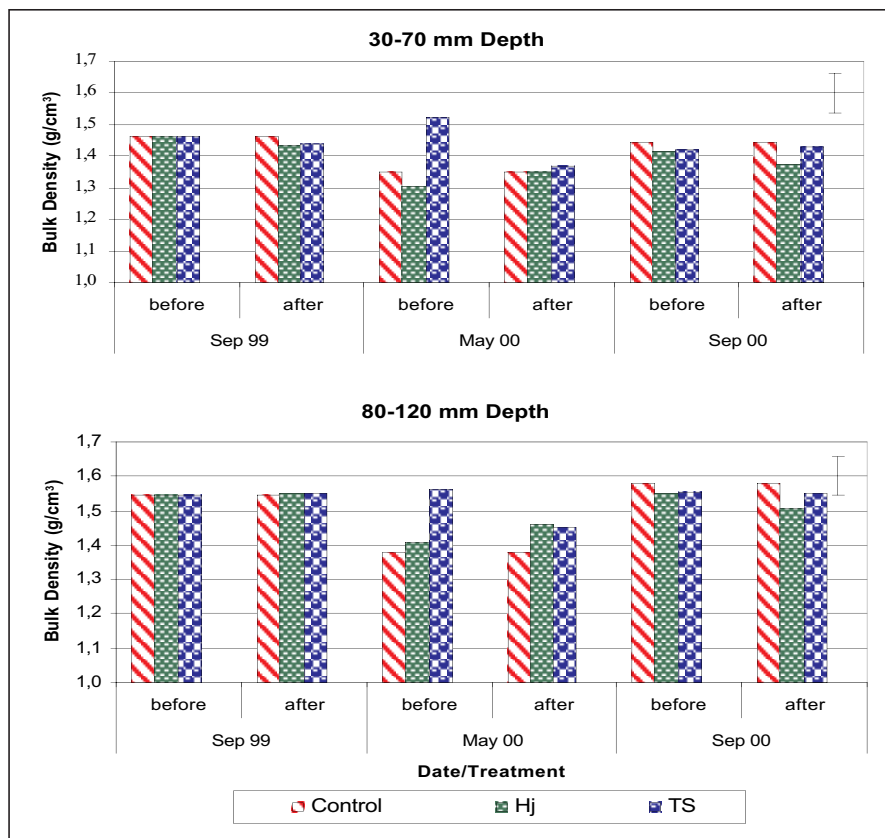 30-70 mm Depth
Bulk Density (g/cm³)
1,7
1,6
1,5
1,4
1,3
1,2
1,1
1,0
before after before after before after
Sep 99 May 00 Sep 00
80-120 mm Depth
Bulk Density (g/cm³)
1,7
1,6
1,5
1,4
1,3
1,2
1,1
1,0
before after before after before after
Sep 99 May 00 Sep 00
Date/Treatment
Control Hj TS